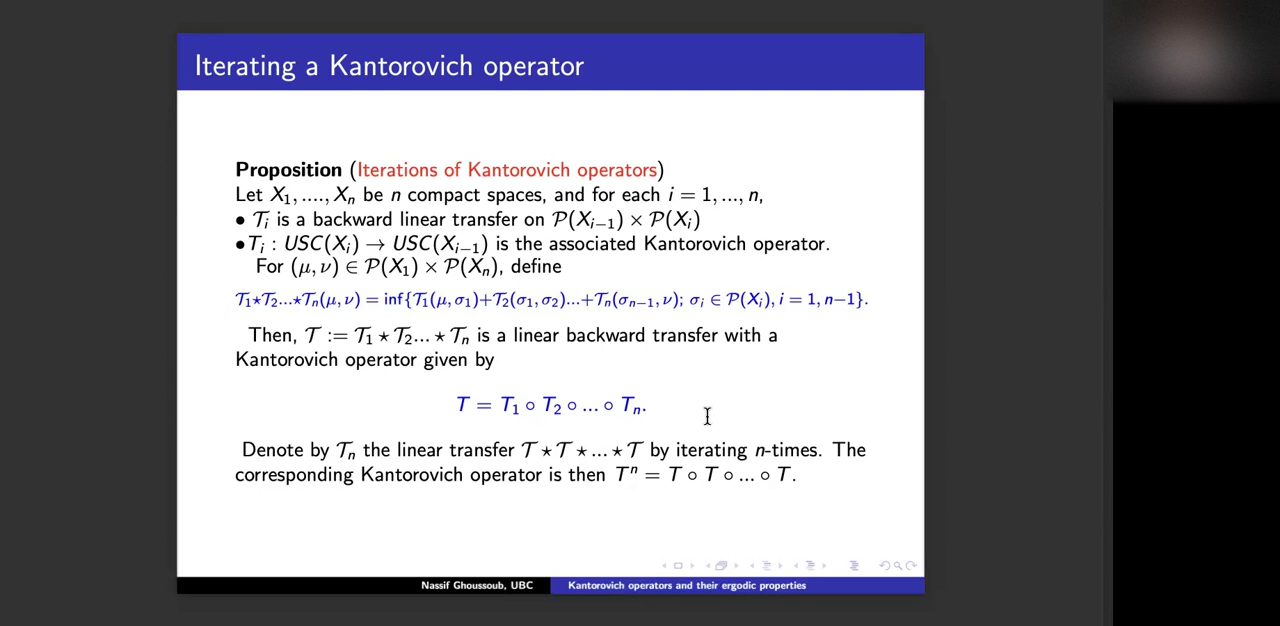 Iterating a Kantorovich operator
Proposition (Iterations of Kantorovich operators)
Let X₁, ...., Xₙ be n compact spaces, and for each i = 1, ..., n,
• 𝒯ᵢ is a backward linear transfer on 𝒫(Xᵢ₋₁) × 𝒫(Xᵢ)
• Tᵢ : USC(Xᵢ) → USC(Xᵢ₋₁) is the associated Kantorovich operator.
For (μ, ν) ∈ 𝒫(X₁) × 𝒫(Xₙ), define
𝒯₁⋆𝒯₂...⋆𝒯ₙ(μ, ν) = inf{𝒯₁(μ, σ₁)+𝒯₂(σ₁, σ₂)...+𝒯ₙ(σₙ₋₁, ν); σᵢ ∈ 𝒫(Xᵢ), i = 1, n−1}.
Then, 𝒯 := 𝒯₁ ⋆ 𝒯₂... ⋆ 𝒯ₙ is a linear backward transfer with a
Kantorovich operator given by
T = T₁ ∘ T₂ ∘ ... ∘ Tₙ.
Denote by 𝒯ₙ the linear transfer 𝒯 ⋆ 𝒯 ⋆ ... ⋆ 𝒯 by iterating n-times. The
corresponding Kantorovich operator is then Tⁿ = T ∘ T ∘ ... ∘ T.
Nassif Ghoussoub, UBC
Kantorovich operators and their ergodic properties